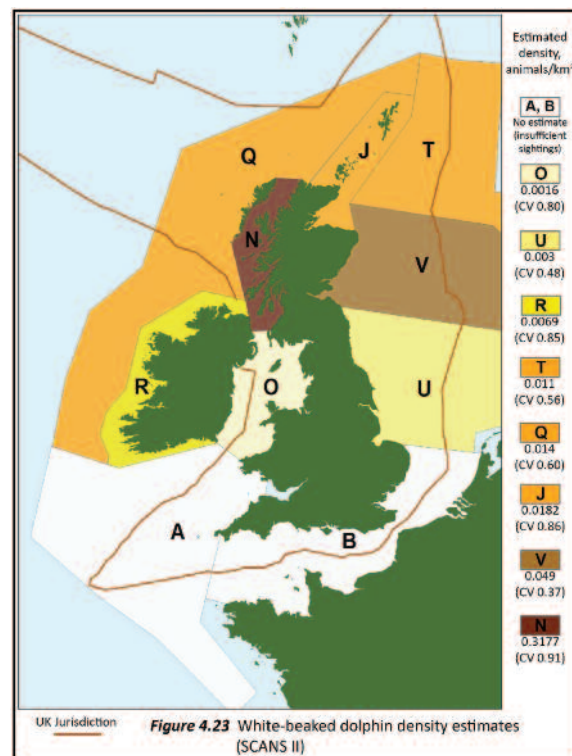 Estimated
density,
animals/km²
A, B
No estimate
(insufficient
sightings)
O
0.0016
(CV 0.80)
U
0.003
(CV 0.48)
R
0.0069
(CV 0.85)
T
0.011
(CV 0.56)
Q
0.014
(CV 0.60)
J
0.0182
(CV 0.86)
V
0.049
(CV 0.37)
N
0.3177
(CV 0.91)
Q
J
T
N
V
R
O
U
A
B
UK Jurisdiction
Figure 4.23 White-beaked dolphin density estimates
(SCANS II)